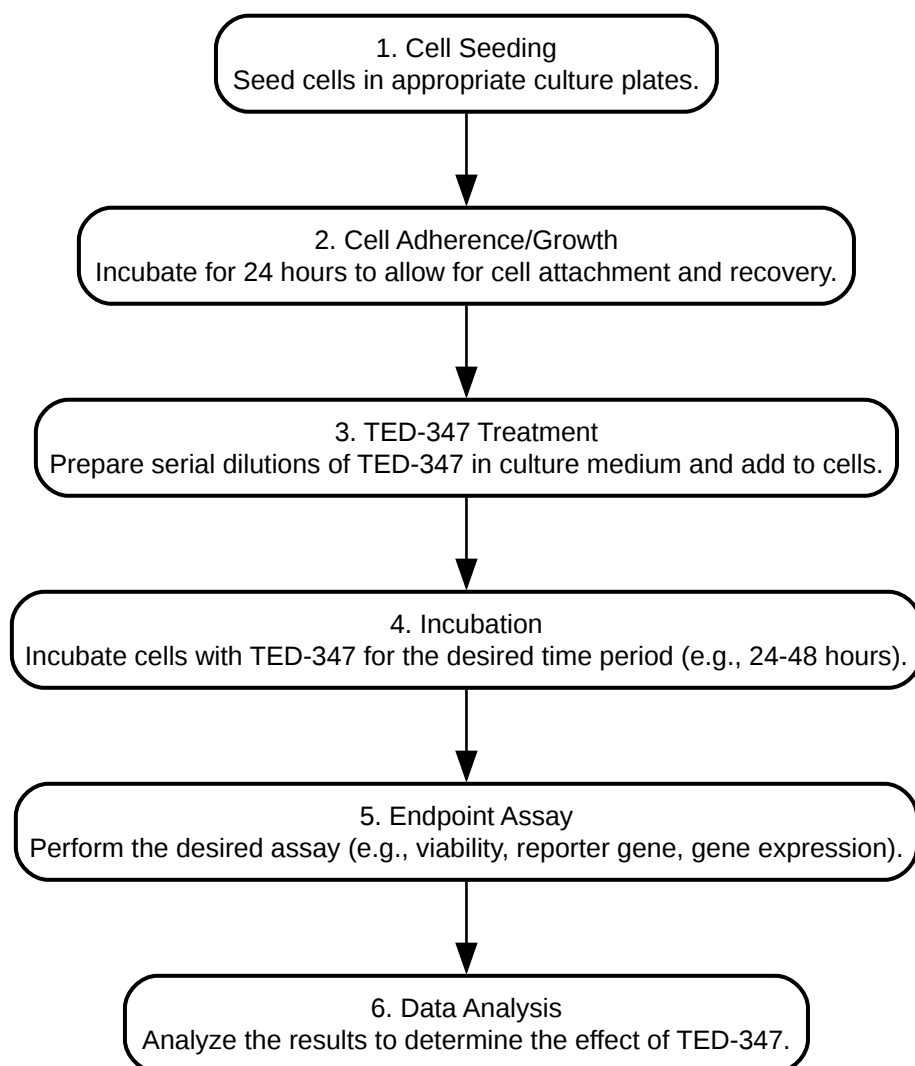 1. Cell Seeding
Seed cells in appropriate culture plates.
2. Cell Adherence/Growth
Incubate for 24 hours to allow for cell attachment and recovery.
3. TED-347 Treatment
Prepare serial dilutions of TED-347 in culture medium and add to cells.
4. Incubation
Incubate cells with TED-347 for the desired time period (e.g., 24-48 hours).
5. Endpoint Assay
Perform the desired assay (e.g., viability, reporter gene, gene expression).
6. Data Analysis
Analyze the results to determine the effect of TED-347.